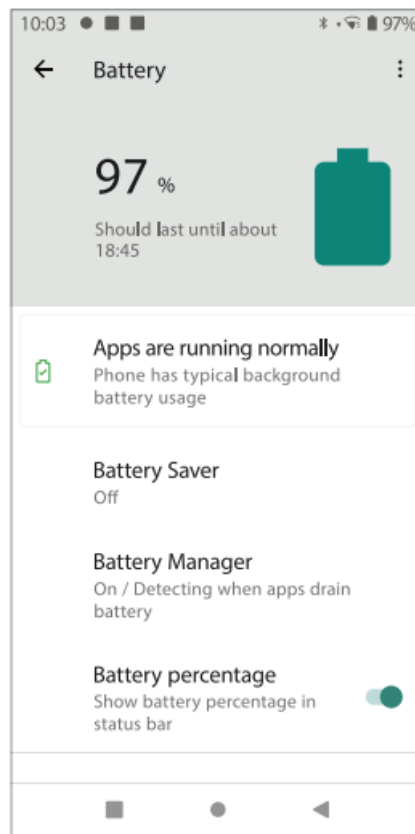 10:03 97%
Battery
97 %
Should last until about
18:45
Apps are running normally
Phone has typical background
battery usage
Battery Saver
Off
Battery Manager
On / Detecting when apps drain
battery
Battery percentage
Show battery percentage in
status bar